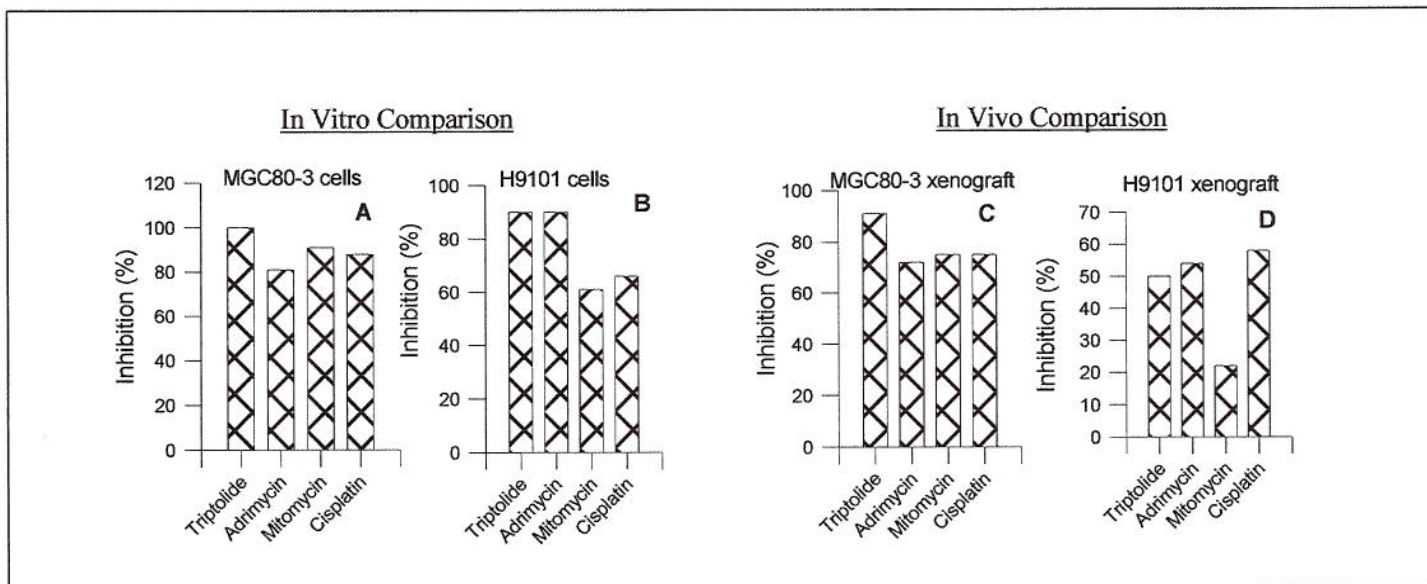 In Vitro Comparison
In Vivo Comparison
MGC80-3 cells
A
Inhibition (%)
120
100
80
60
40
20
0
Triptolide
Adrimycin
Mitomycin
Cisplatin
H9101 cells
B
Inhibition (%)
100
80
60
40
20
0
Triptolide
Adrimycin
Mitomycin
Cisplatin
MGC80-3 xenograft
C
Inhibition (%)
100
80
60
40
20
0
Triptolide
Adrimycin
Mitomycin
Cisplatin
H9101 xenograft
D
Inhibition (%)
70
60
50
40
30
20
10
0
Triptolide
Adrimycin
Mitomycin
Cisplatin